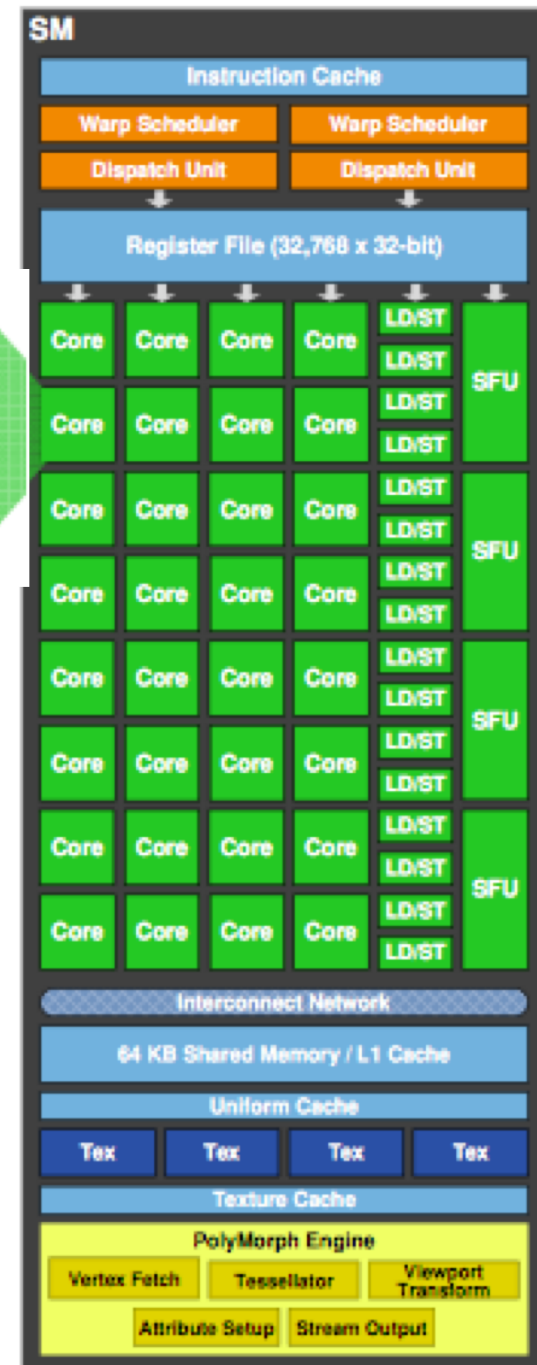 SM
Instruction Cache
Warp Scheduler Warp Scheduler
Dispatch Unit Dispatch Unit
Register File (32,768 x 32-bit)
Core Core Core Core LD/ST SFU
LD/ST
Core Core Core Core LD/ST
LD/ST
Core Core Core Core LD/ST SFU
LD/ST
Core Core Core Core LD/ST
LD/ST
Core Core Core Core LD/ST SFU
LD/ST
Core Core Core Core LD/ST
LD/ST
Core Core Core Core LD/ST SFU
LD/ST
Core Core Core Core LD/ST
LD/ST
Interconnect Network
64 KB Shared Memory / L1 Cache
Uniform Cache
Tex Tex Tex Tex
Texture Cache
PolyMorph Engine
Vertex Fetch Tessellator Viewport Transform
Attribute Setup Stream Output